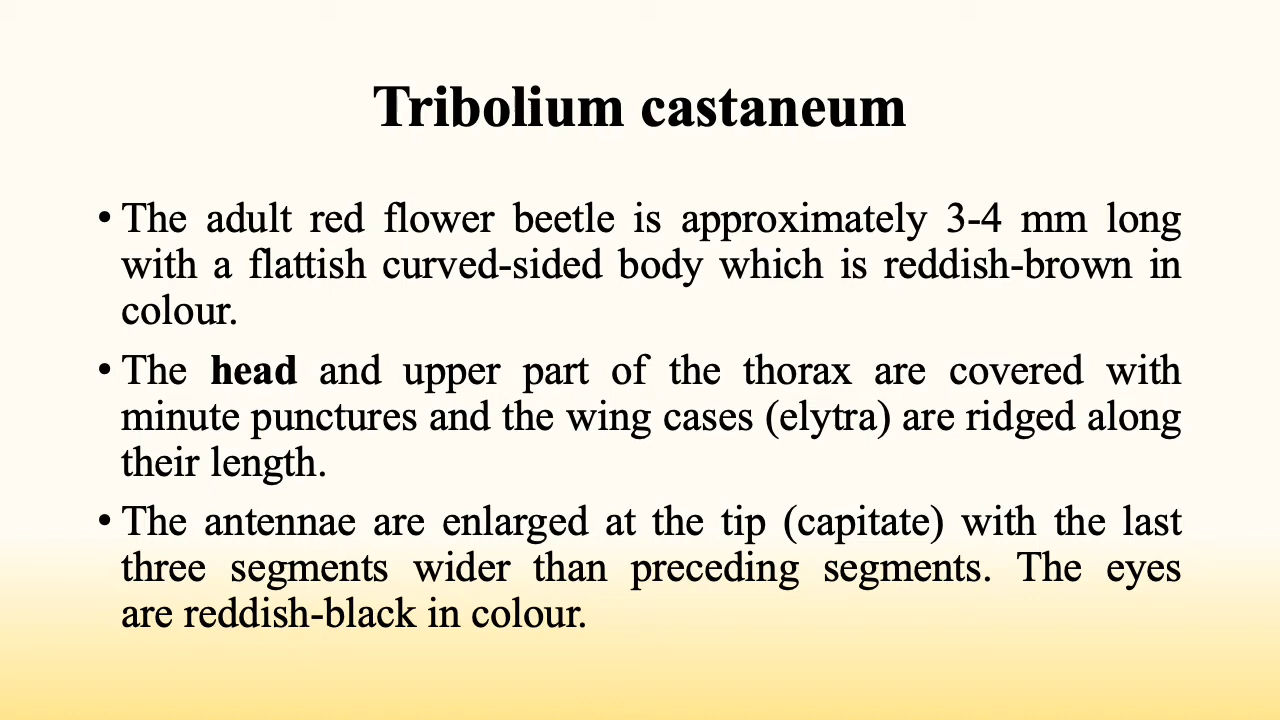 Tribolium castaneum
• The adult red flower beetle is approximately 3-4 mm long
with a flattish curved-sided body which is reddish-brown in
colour.
• The head and upper part of the thorax are covered with
minute punctures and the wing cases (elytra) are ridged along
their length.
• The antennae are enlarged at the tip (capitate) with the last
three segments wider than preceding segments. The eyes
are reddish-black in colour.